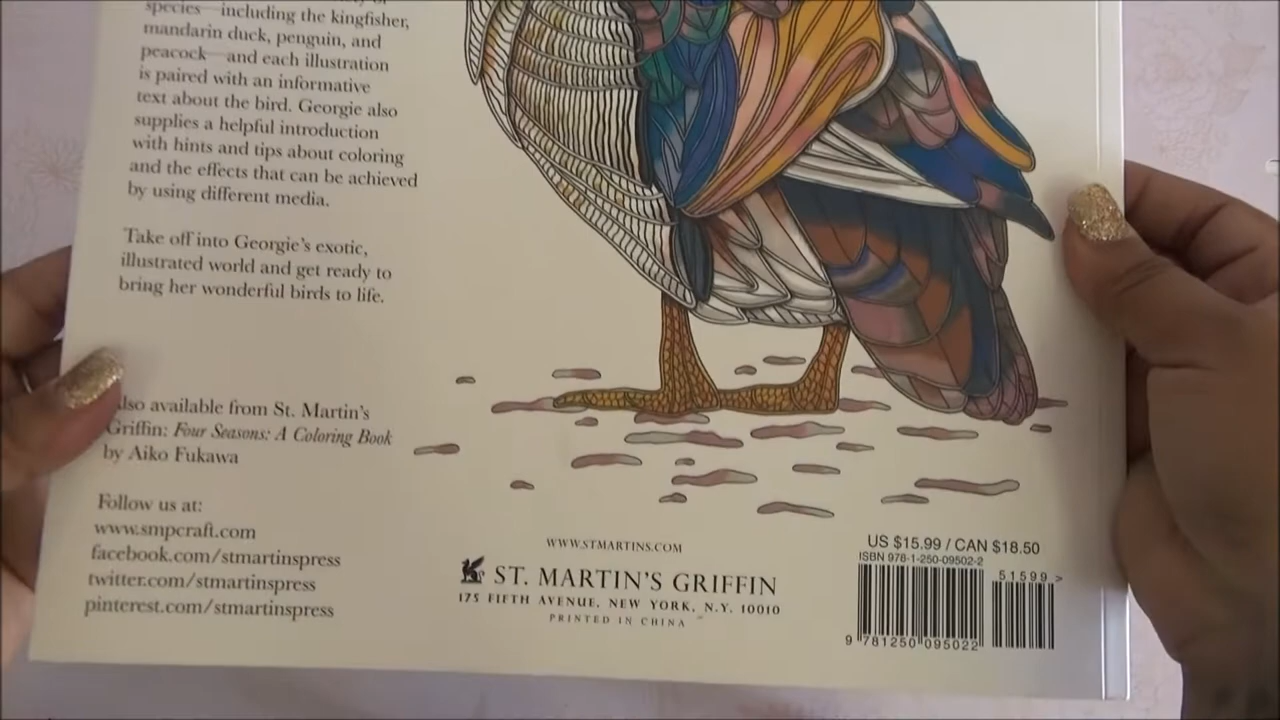 species—including the kingfisher,
mandarin duck, penguin, and
peacock—and each illustration
is paired with an informative
text about the bird. Georgie also
supplies a helpful introduction
with hints and tips about coloring
and the effects that can be achieved
by using different media.
Take off into Georgie's exotic,
illustrated world and get ready to
bring her wonderful birds to life.
Also available from St. Martin's
Griffin: Four Seasons: A Coloring Book
by Aiko Fukawa
Follow us at:
www.smpcraft.com
facebook.com/stmartinspress
twitter.com/stmartinspress
pinterest.com/stmartinspress
WWW.STMARTINS.COM
ST. MARTIN'S GRIFFIN
175 FIFTH AVENUE, NEW YORK, N.Y. 10010
PRINTED IN CHINA
US $15.99 / CAN $18.50
ISBN 978-1-250-09502-2
51599 >
9 781250 095022